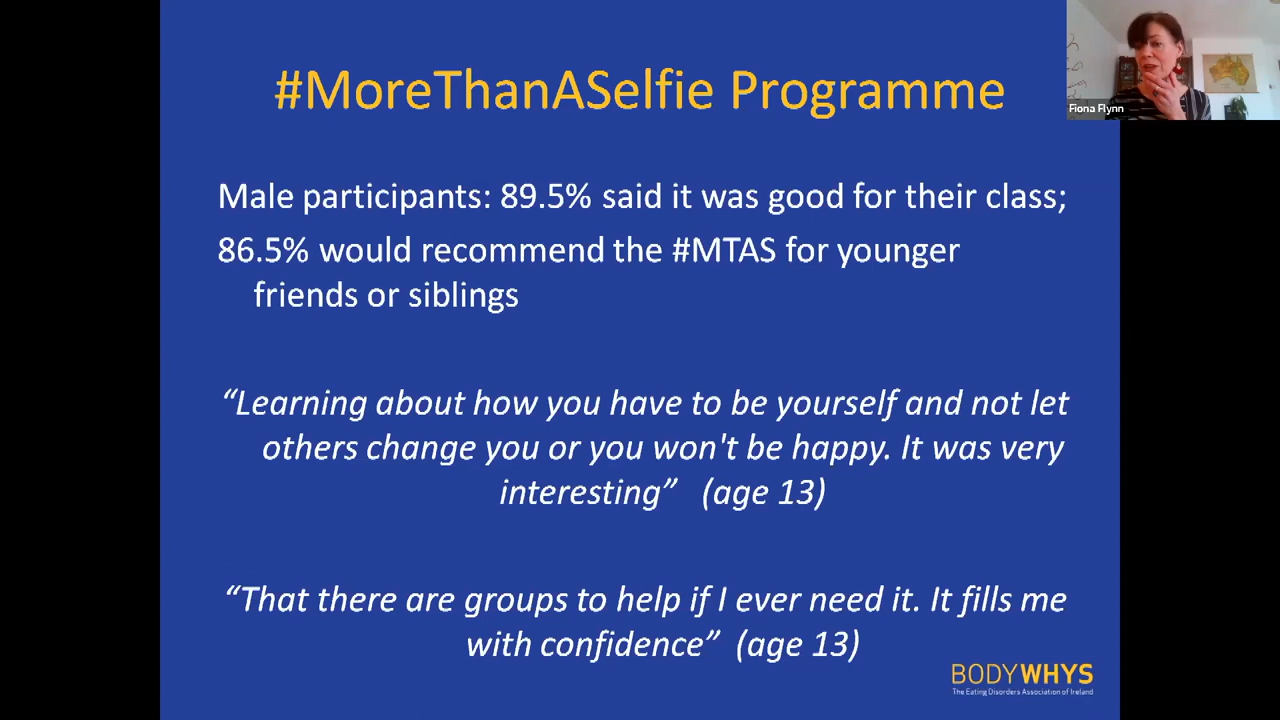 #MoreThanASelfie Programme
Fiona Flynn
Male participants: 89.5% said it was good for their class;
86.5% would recommend the #MTAS for younger
friends or siblings
“Learning about how you have to be yourself and not let
others change you or you won't be happy. It was very
interesting” (age 13)
“That there are groups to help if I ever need it. It fills me
with confidence” (age 13)
BODYWHYS
The Eating Disorders Association of Ireland